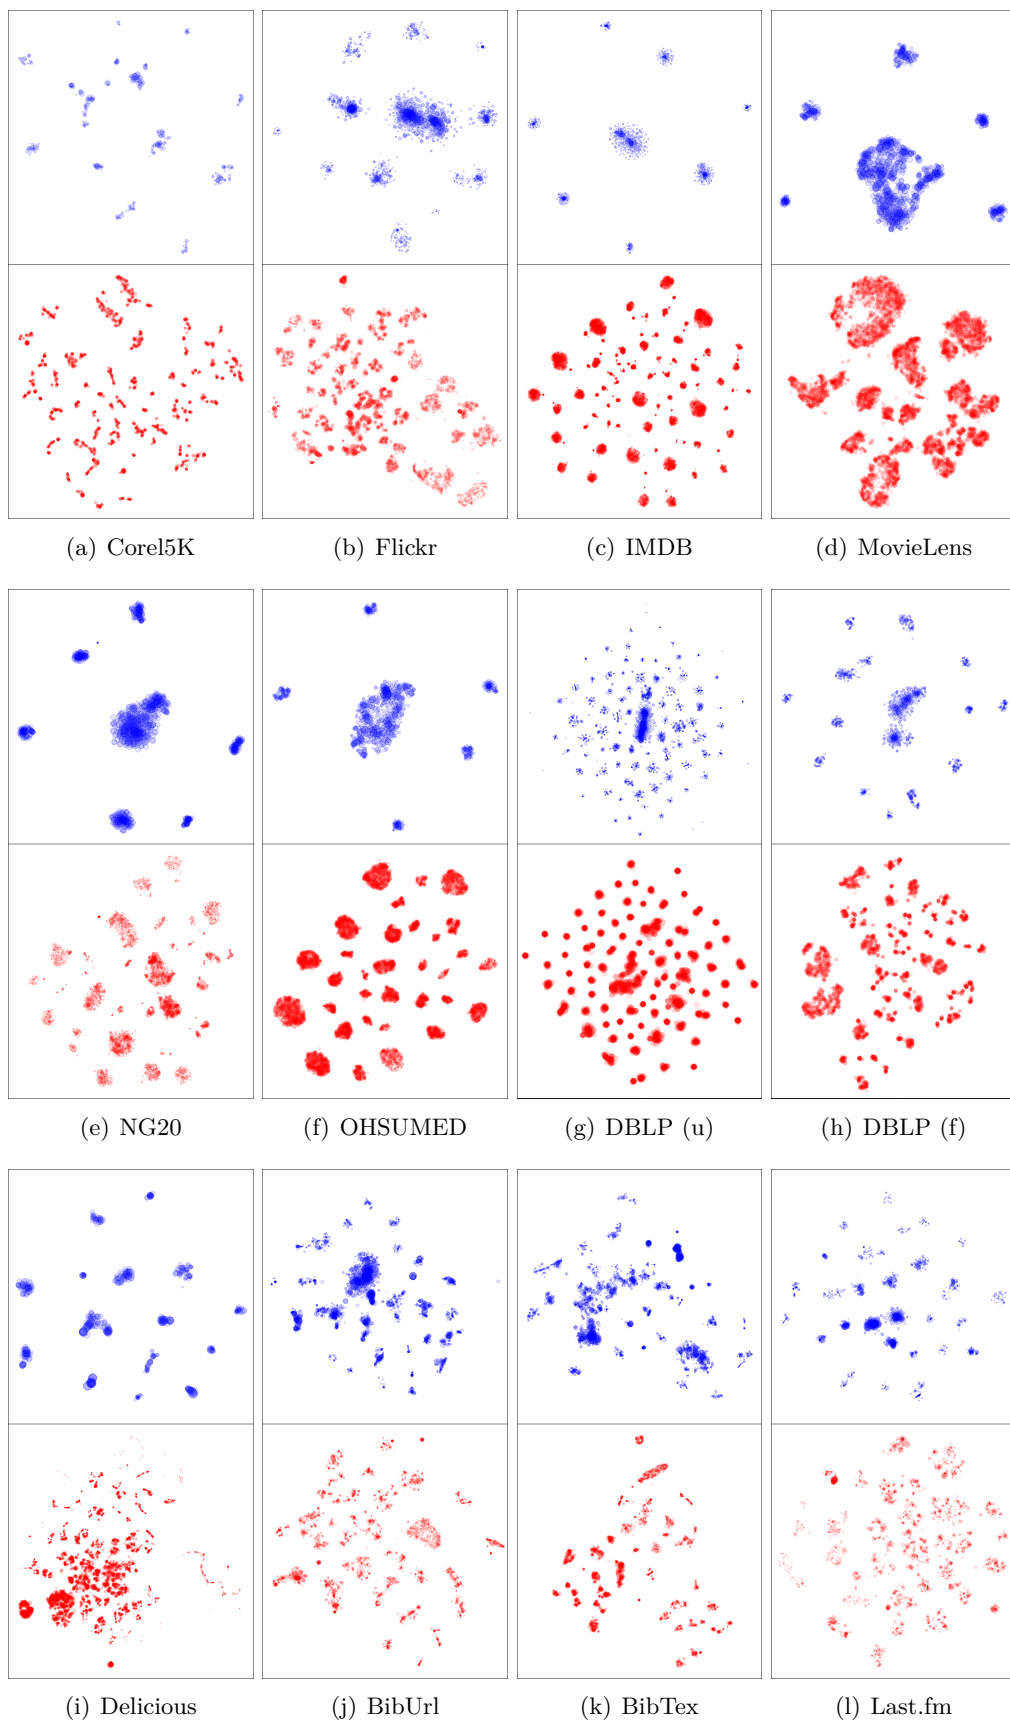 (a) Corel5K (b) Flickr (c) IMDB (d) MovieLens
(e) NG20 (f) OHSUMED (g) DBLP (u) (h) DBLP (f)
(i) Delicious (j) BibUrl (k) BibTex (l) Last.fm